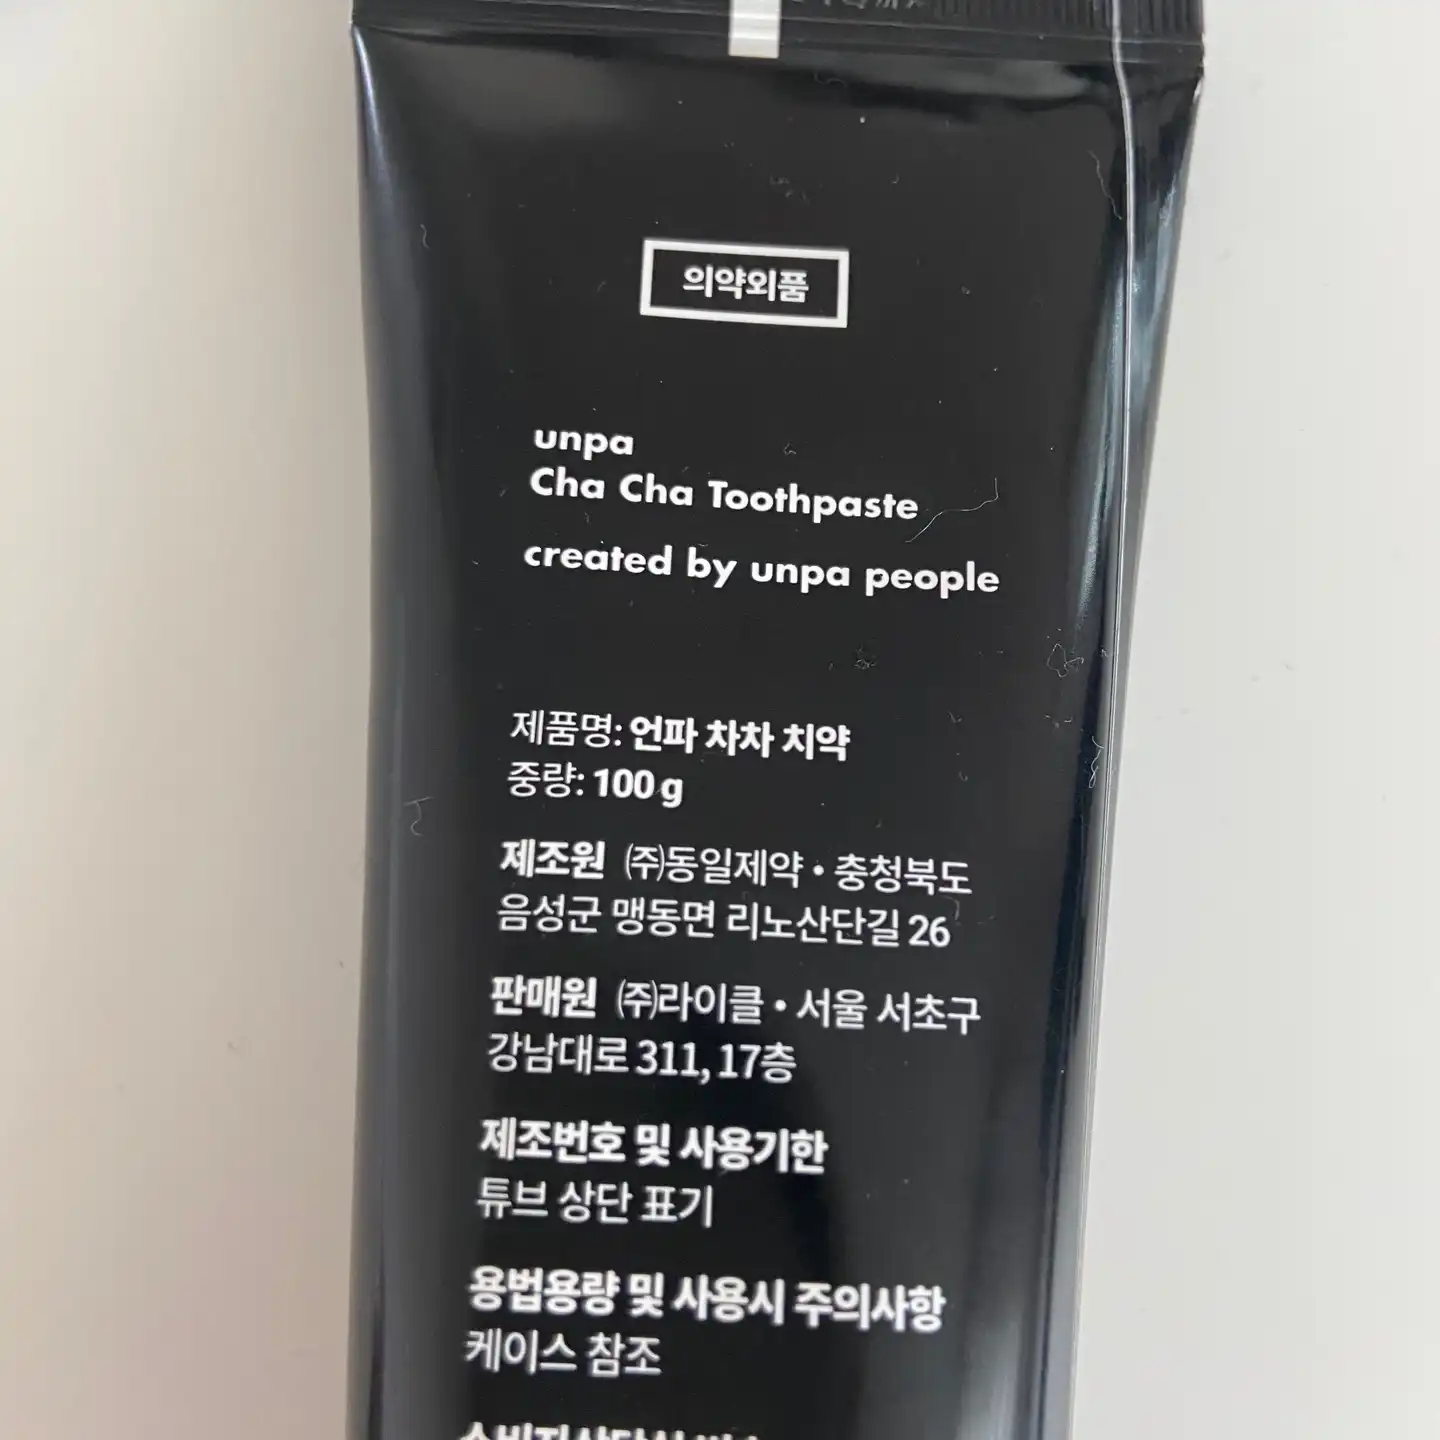 의약외품
unpa
Cha Cha Toothpaste
created by unpa people
제품명: 언파 차차 치약
중량: 100 g
제조원 ㈜동일제약 • 충청북도
음성군 맹동면 리노산단길 26
판매원 ㈜라이클 • 서울 서초구
강남대로 311, 17층
제조번호 및 사용기한
튜브 상단 표기
용법용량 및 사용시 주의사항
케이스 참조